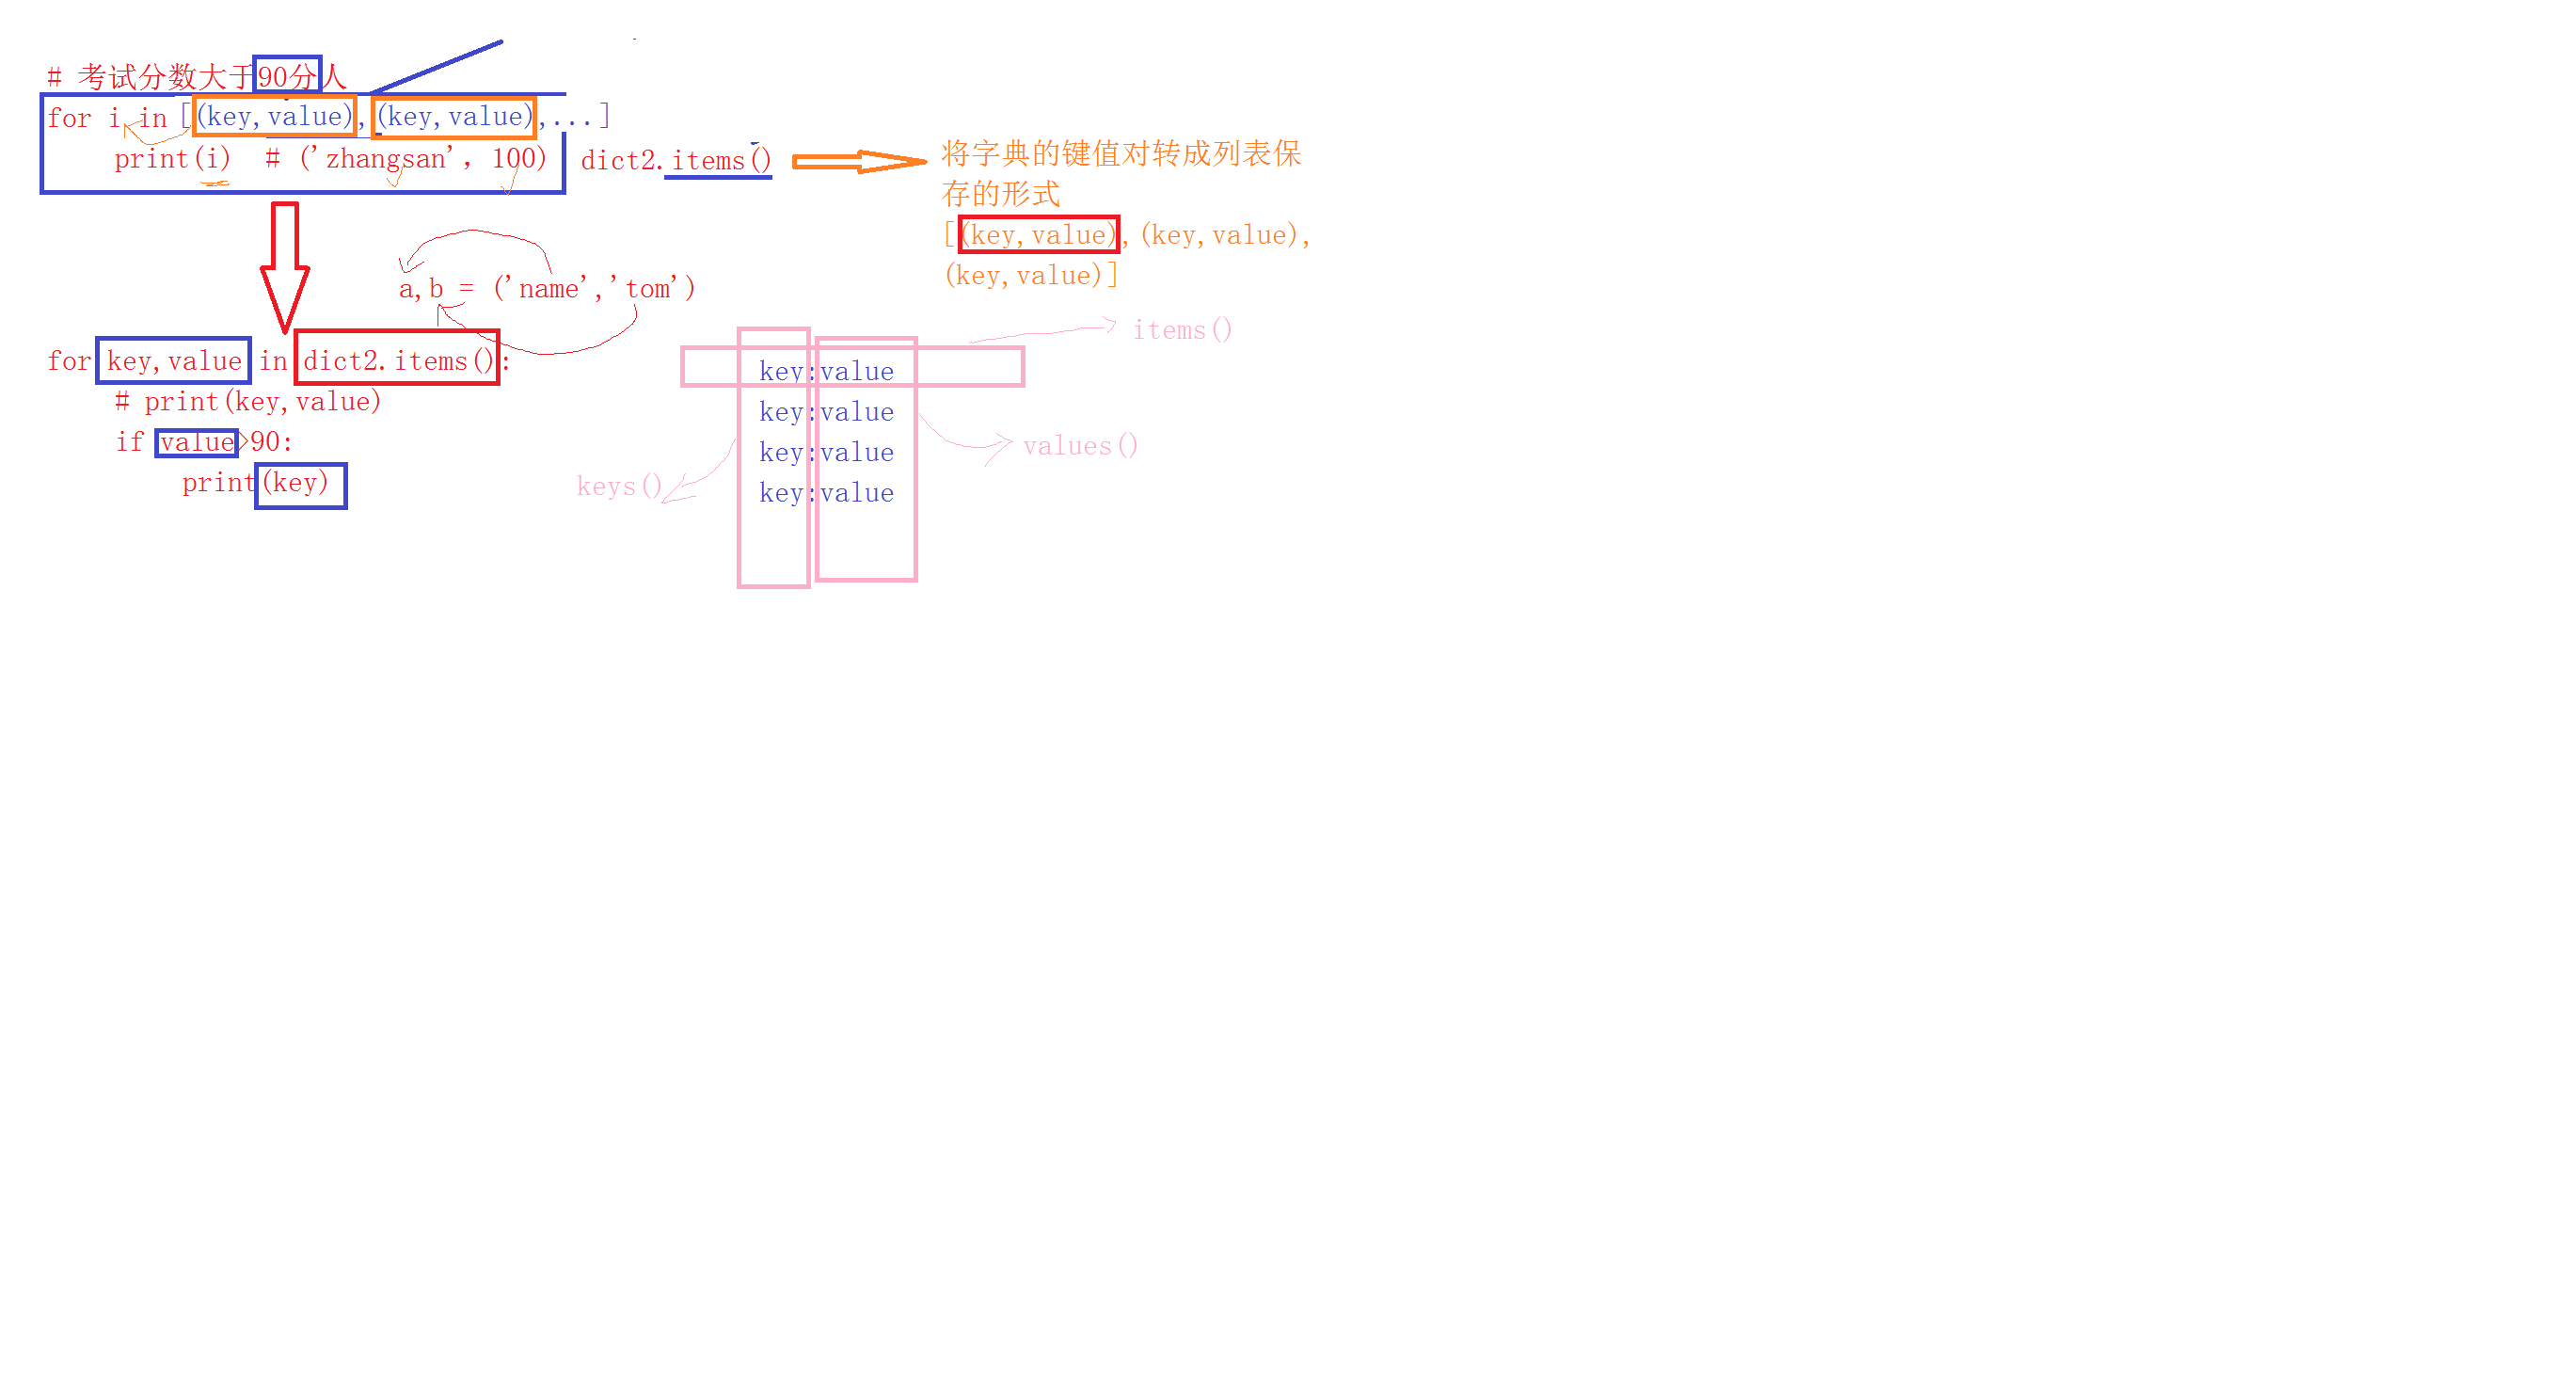 # 考试分数大于90分人
for i in [(key,value),(key,value),...]
print(i)  # ('zhangsan', 100)
dict2.items()
将字典的键值对转成列表保
存的形式
[(key,value),(key,value),
(key,value)]
a,b = ('name','tom')
for key,value in dict2.items():
# print(key,value)
if value>90:
print(key)
items()
key:value
key:value
key:value
key:value
values()
keys()